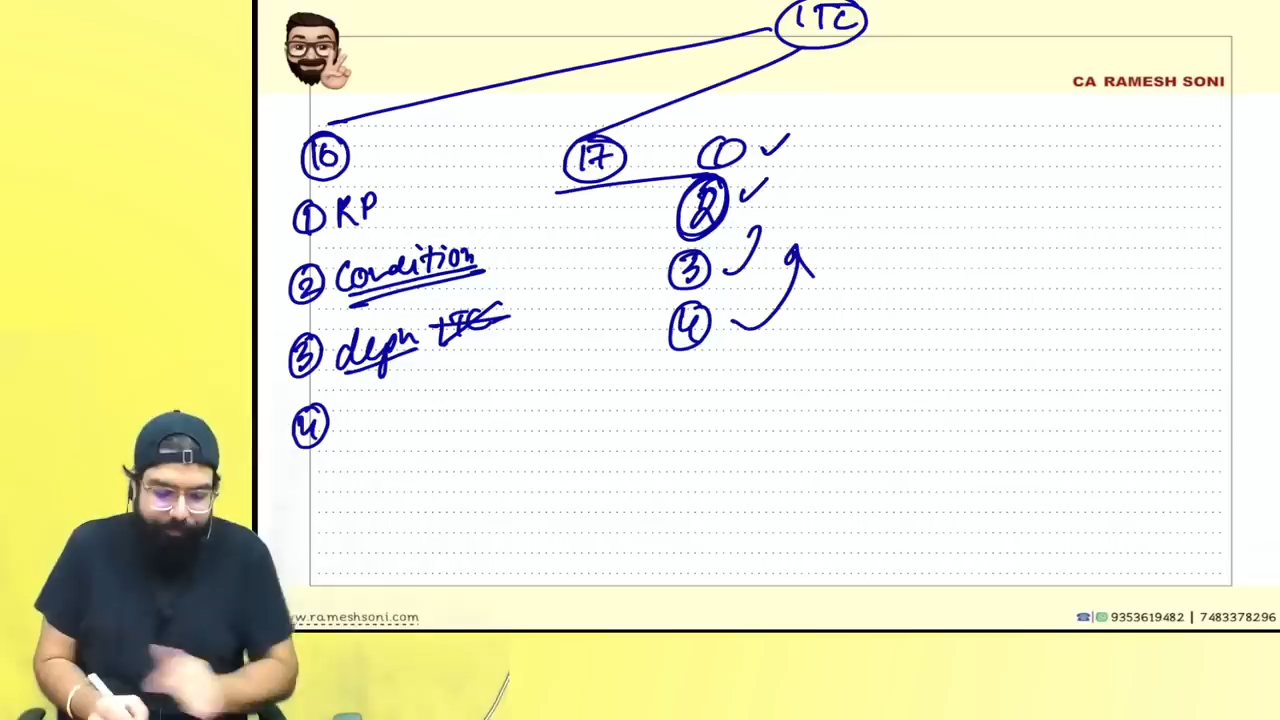 ITC
CA RAMESH SONI
16
17
①
① RP
②
② Condition
③
③ depn ITC
④
④
w.rameshsoni.com
9353619482 | 7483378296